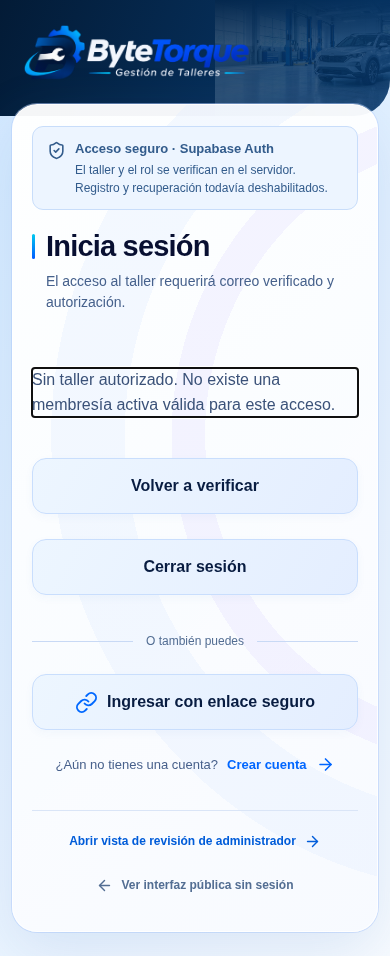 ByteTorque
Gestión de Talleres
Acceso seguro · Supabase Auth
El taller y el rol se verifican en el servidor.
Registro y recuperación todavía deshabilitados.
Inicia sesión
El acceso al taller requerirá correo verificado y
autorización.
Sin taller autorizado. No existe una
membresía activa válida para este acceso.
Volver a verificar
Cerrar sesión
O también puedes
Ingresar con enlace seguro
¿Aún no tienes una cuenta? Crear cuenta
Abrir vista de revisión de administrador
Ver interfaz pública sin sesión